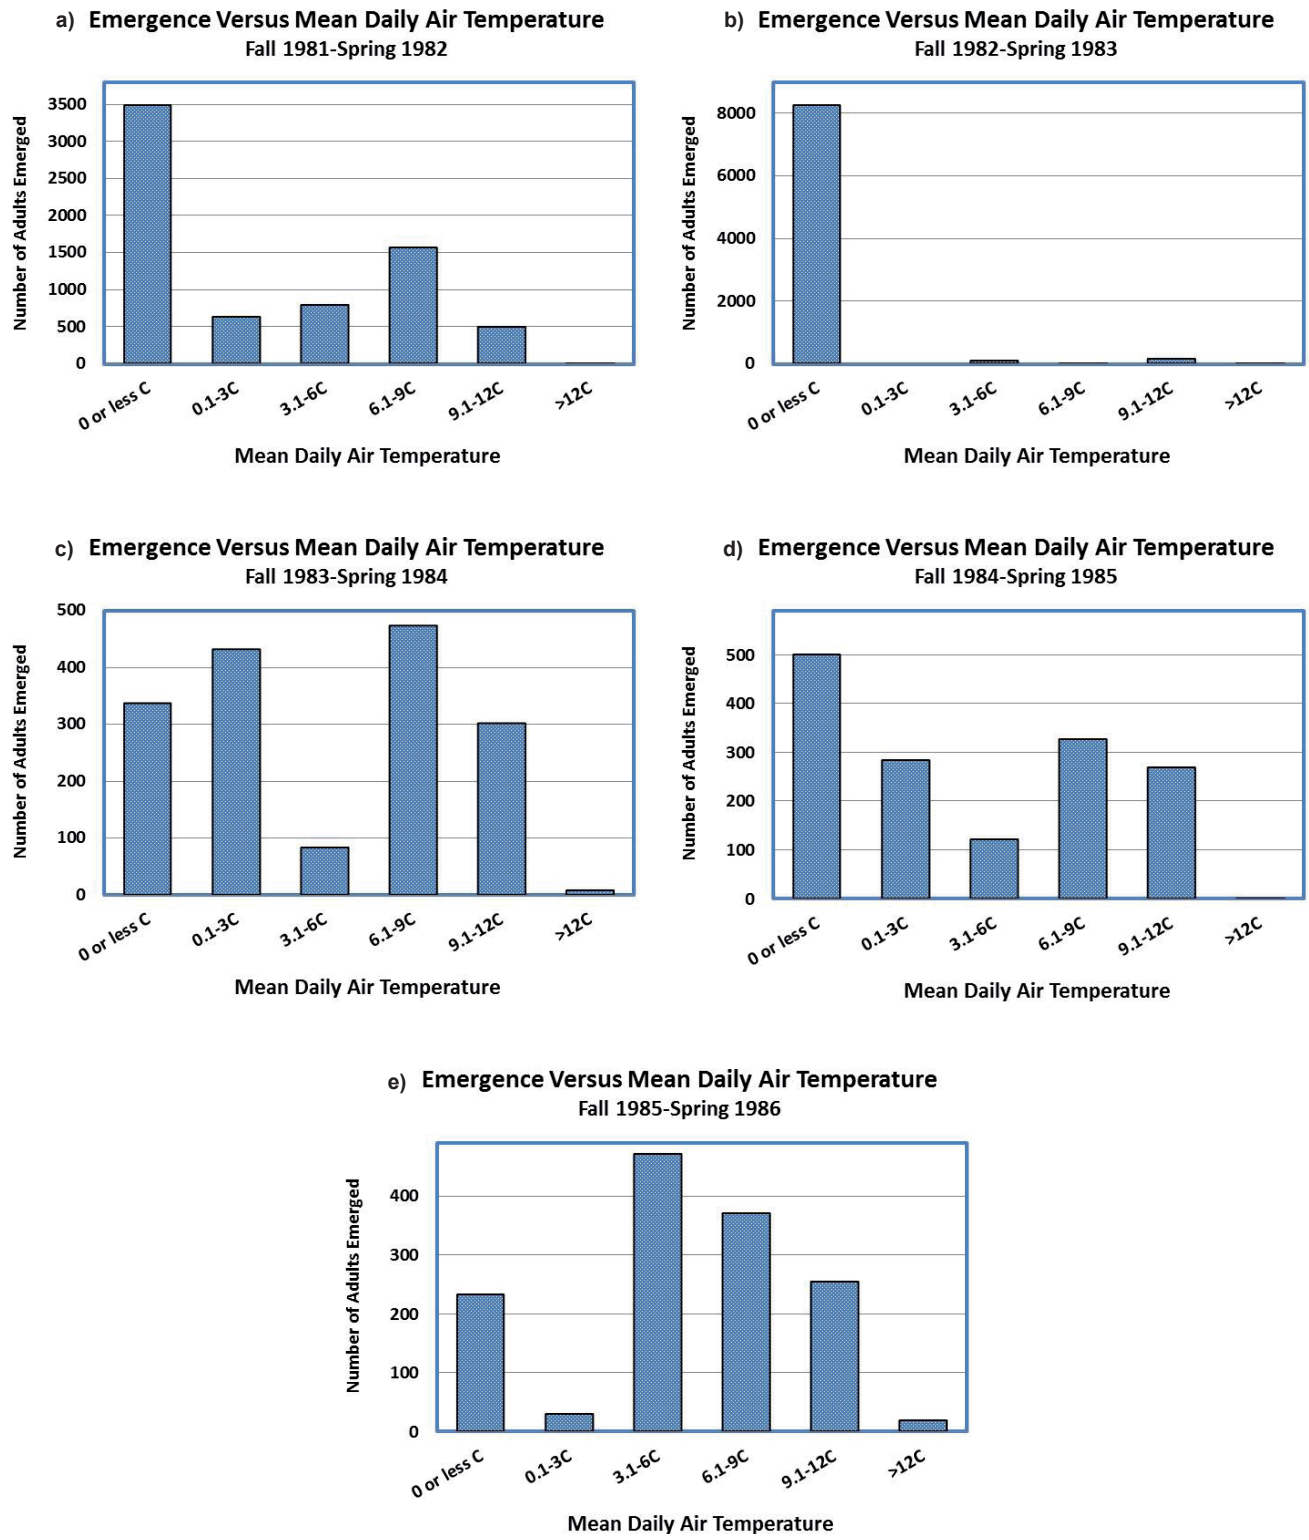 a) Emergence Versus Mean Daily Air Temperature
Fall 1981-Spring 1982
Number of Adults Emerged
3500
3000
2500
2000
1500
1000
500
0
0 or less C
0.1-3C
3.1-6C
6.1-9C
9.1-12C
>12C
Mean Daily Air Temperature
b) Emergence Versus Mean Daily Air Temperature
Fall 1982-Spring 1983
Number of Adults Emerged
8000
6000
4000
2000
0
0 or less C
0.1-3C
3.1-6C
6.1-9C
9.1-12C
>12C
Mean Daily Air Temperature
c) Emergence Versus Mean Daily Air Temperature
Fall 1983-Spring 1984
Number of Adults Emerged
500
400
300
200
100
0
0 or less C
0.1-3C
3.1-6C
6.1-9C
9.1-12C
>12C
Mean Daily Air Temperature
d) Emergence Versus Mean Daily Air Temperature
Fall 1984-Spring 1985
Number of Adults Emerged
500
400
300
200
100
0
0 or less C
0.1-3C
3.1-6C
6.1-9C
9.1-12C
>12C
Mean Daily Air Temperature
e) Emergence Versus Mean Daily Air Temperature
Fall 1985-Spring 1986
Number of Adults Emerged
400
300
200
100
0
0 or less C
0.1-3C
3.1-6C
6.1-9C
9.1-12C
>12C
Mean Daily Air Temperature